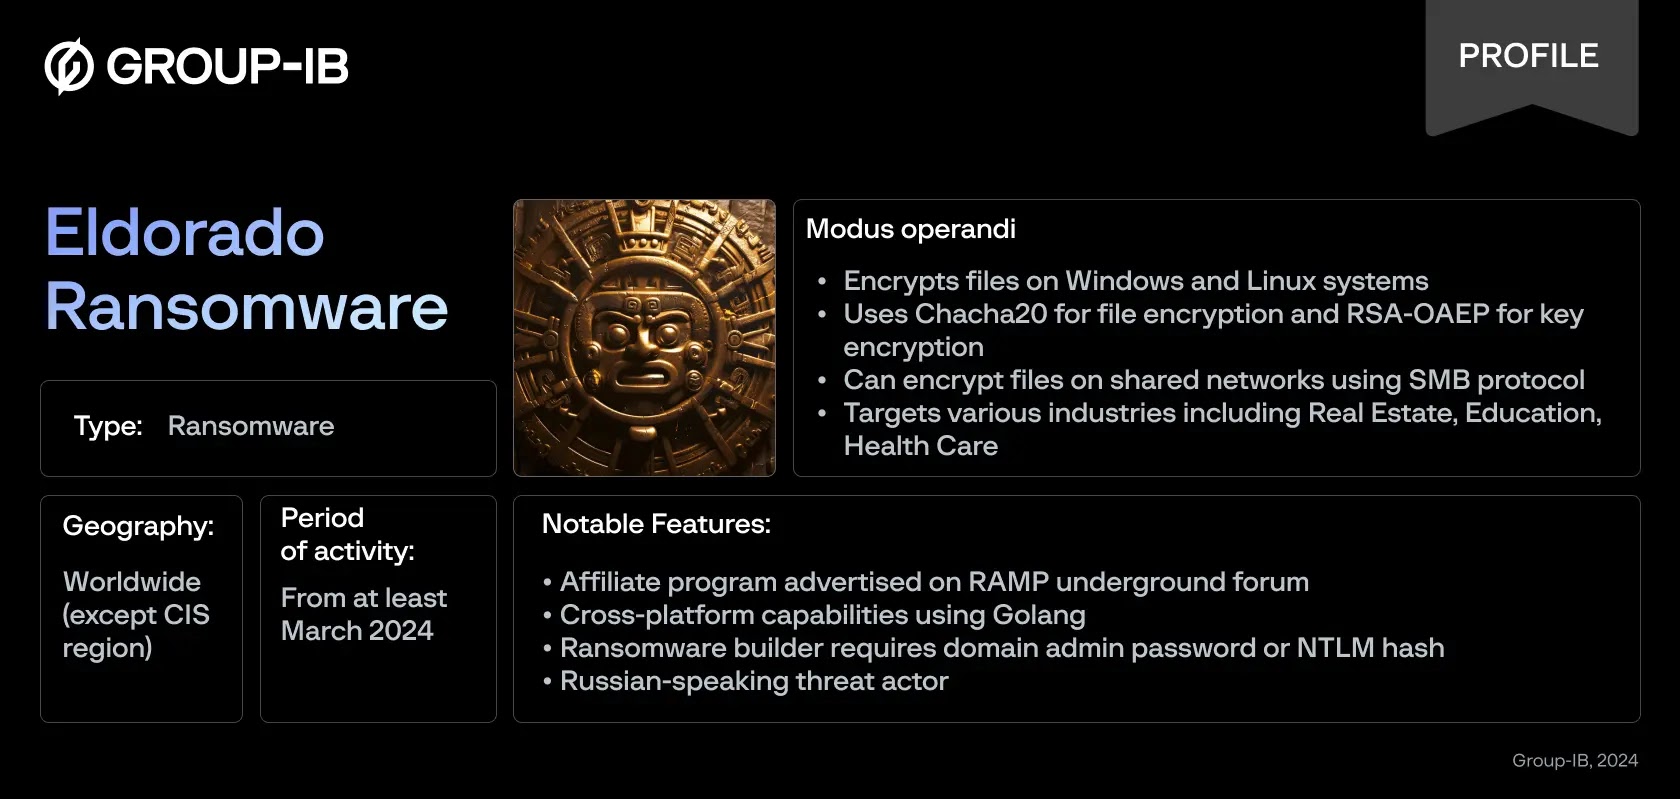 GROUP-IB
PROFILE
Eldorado
Ransomware
Type: Ransomware
Modus operandi
• Encrypts files on Windows and Linux systems
• Uses Chacha20 for file encryption and RSA-OAEP for key
encryption
• Can encrypt files on shared networks using SMB protocol
• Targets various industries including Real Estate, Education,
Health Care
Geography:
Worldwide
(except CIS
region)
Period
of activity:
From at least
March 2024
Notable Features:
• Affiliate program advertised on RAMP underground forum
• Cross-platform capabilities using Golang
• Ransomware builder requires domain admin password or NTLM hash
• Russian-speaking threat actor
Group-IB, 2024